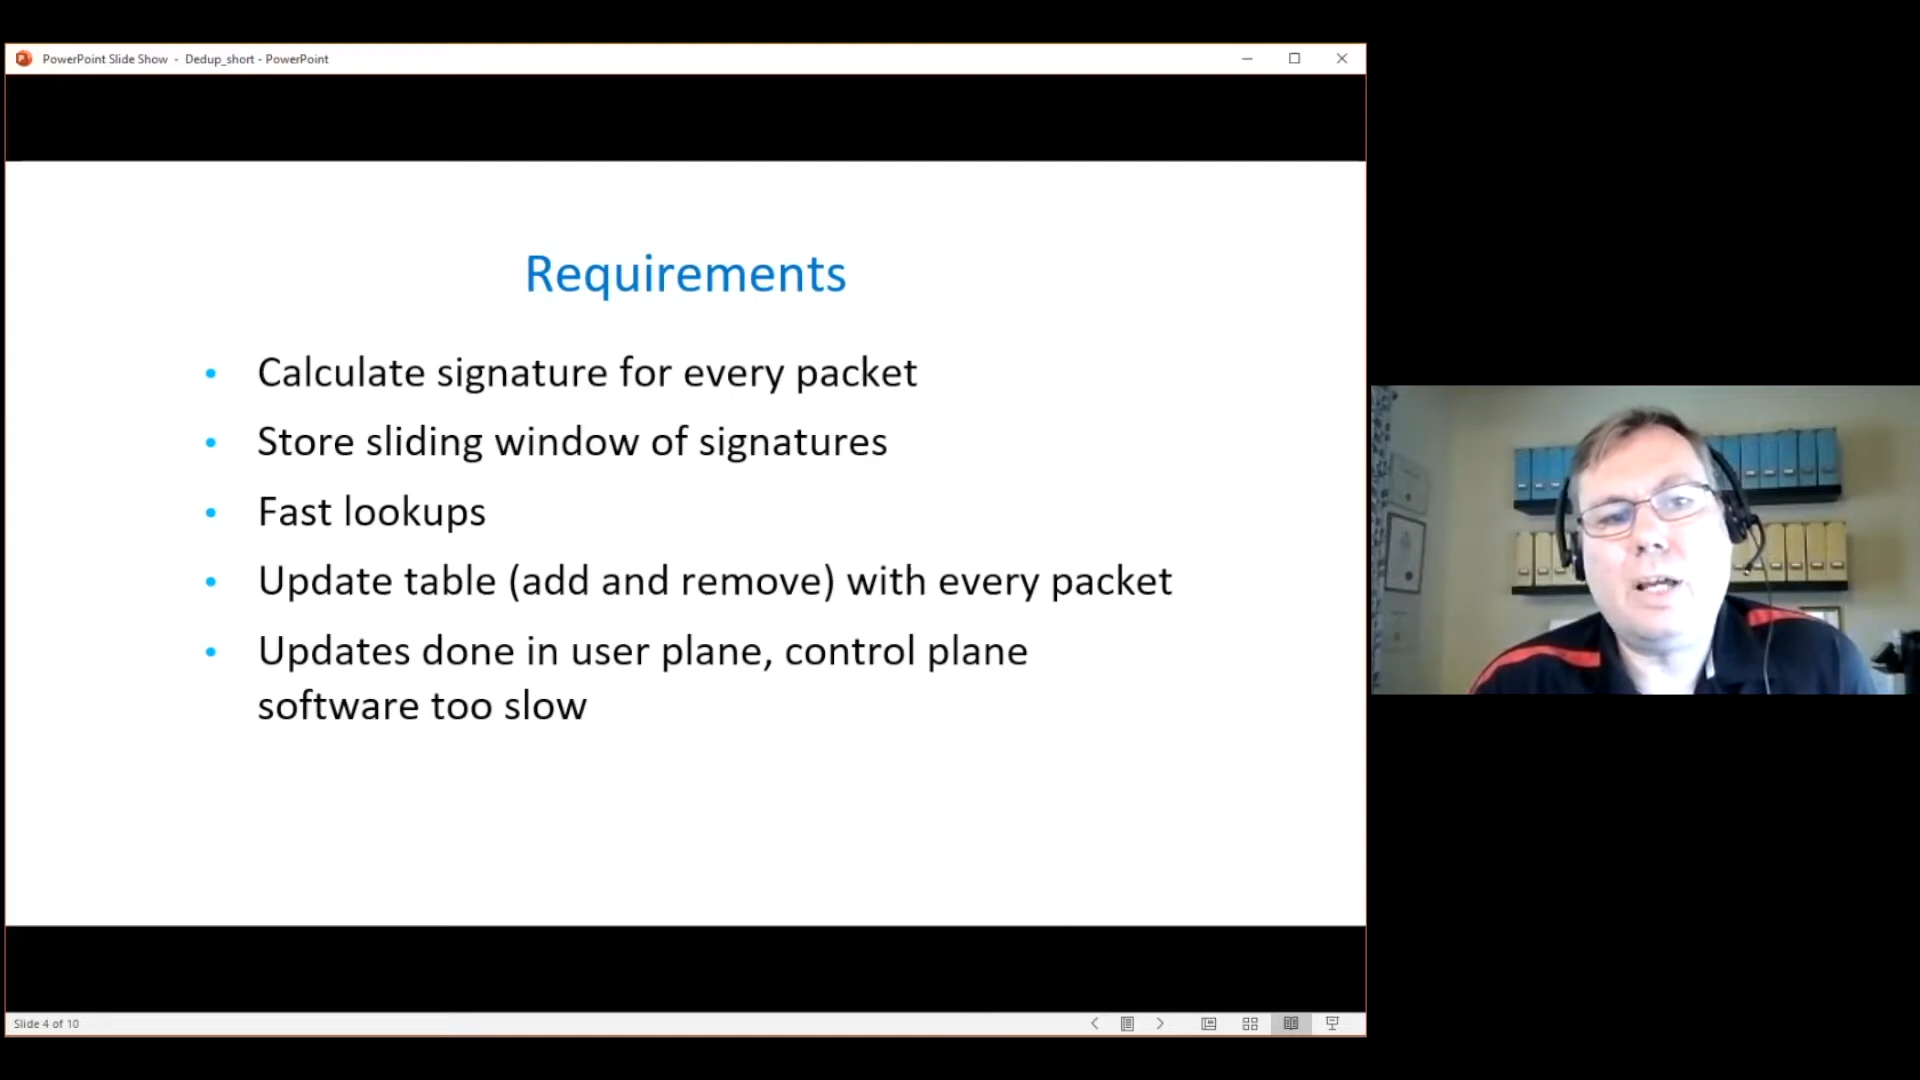 PowerPoint Slide Show - Dedup_short - PowerPoint
Requirements
• Calculate signature for every packet
• Store sliding window of signatures
• Fast lookups
• Update table (add and remove) with every packet
• Updates done in user plane, control plane
software too slow
Slide 4 of 10